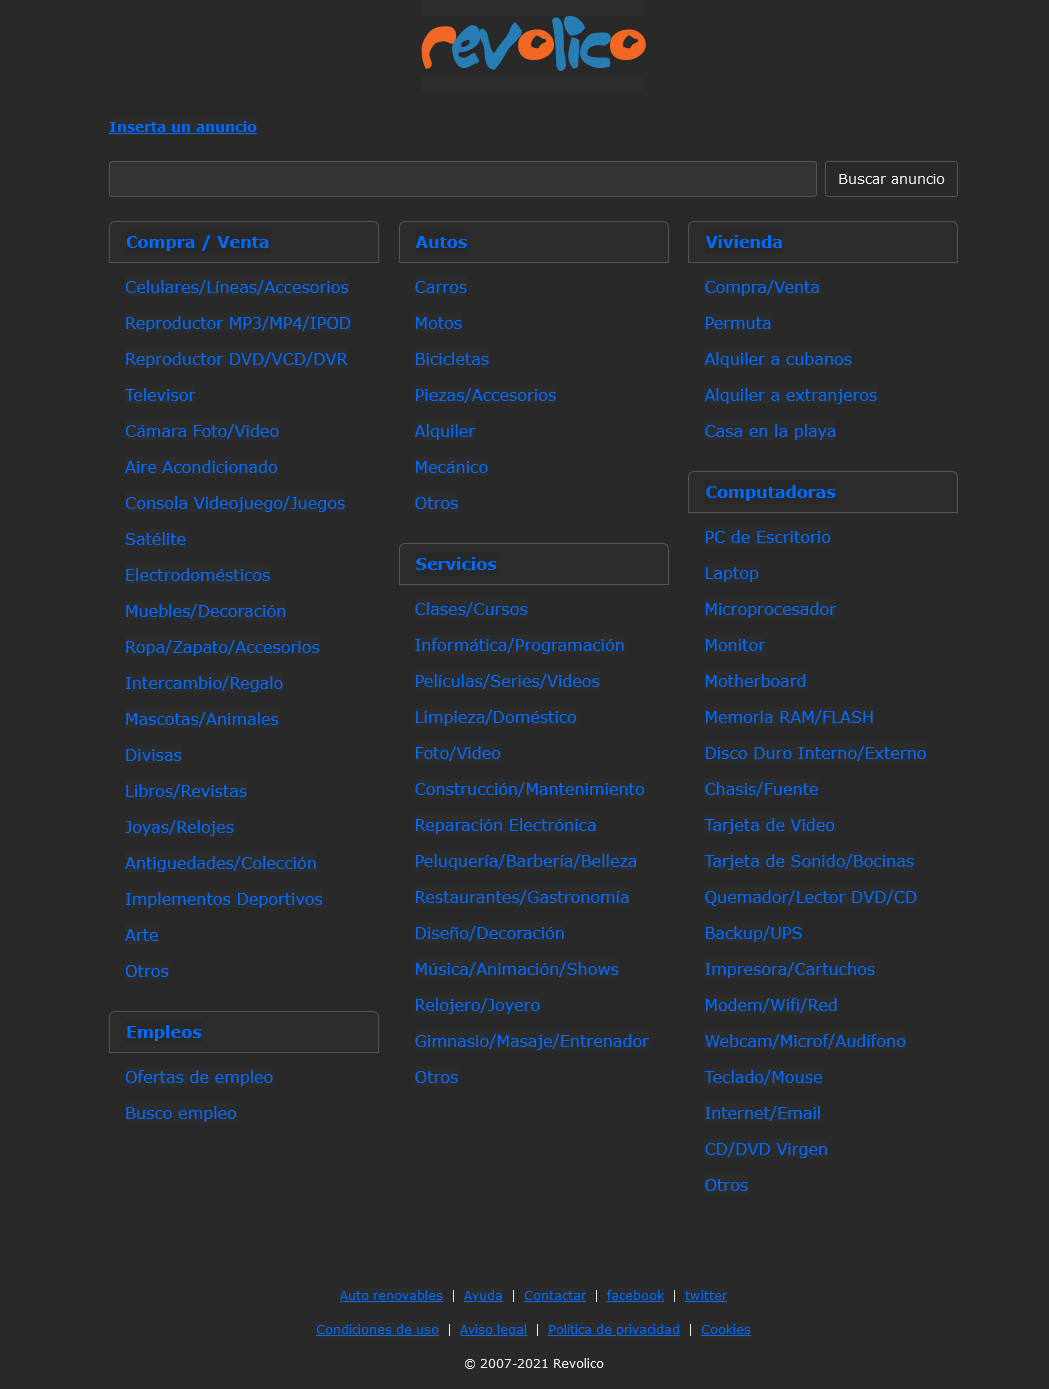 revolico
Inserta un anuncio
Buscar anuncio
Compra / Venta
Celulares/Líneas/Accesorios
Reproductor MP3/MP4/IPOD
Reproductor DVD/VCD/DVR
Televisor
Cámara Foto/Video
Aire Acondicionado
Consola Videojuego/Juegos
Satélite
Electrodomésticos
Muebles/Decoración
Ropa/Zapato/Accesorios
Intercambio/Regalo
Mascotas/Animales
Divisas
Libros/Revistas
Joyas/Relojes
Antiguedades/Colección
Implementos Deportivos
Arte
Otros
Empleos
Ofertas de empleo
Busco empleo
Autos
Carros
Motos
Bicicletas
Piezas/Accesorios
Alquiler
Mecánico
Otros
Servicios
Clases/Cursos
Informática/Programación
Películas/Series/Videos
Limpieza/Doméstico
Foto/Video
Construcción/Mantenimiento
Reparación Electrónica
Peluquería/Barbería/Belleza
Restaurantes/Gastronomía
Diseño/Decoración
Música/Animación/Shows
Relojero/Joyero
Gimnasio/Masaje/Entrenador
Otros
Vivienda
Compra/Venta
Permuta
Alquiler a cubanos
Alquiler a extranjeros
Casa en la playa
Computadoras
PC de Escritorio
Laptop
Microprocesador
Monitor
Motherboard
Memoria RAM/FLASH
Disco Duro Interno/Externo
Chasis/Fuente
Tarjeta de Video
Tarjeta de Sonido/Bocinas
Quemador/Lector DVD/CD
Backup/UPS
Impresora/Cartuchos
Modem/Wifi/Red
Webcam/Microf/Audífono
Teclado/Mouse
Internet/Email
CD/DVD Virgen
Otros
Auto renovables | Ayuda | Contactar | facebook | twitter
Condiciones de uso | Aviso legal | Política de privacidad | Cookies
© 2007-2021 Revolico